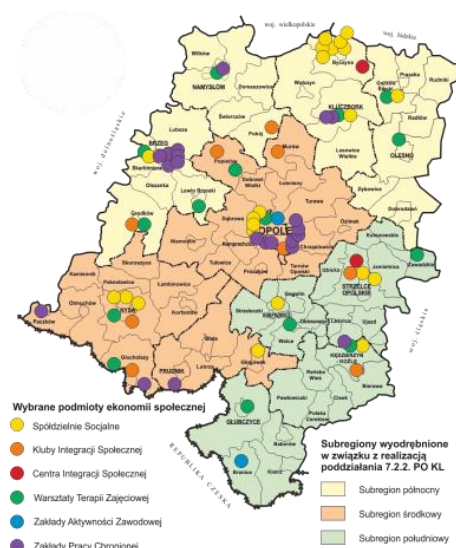 woj. wielkopolskie
woj. łódzkie
Byczyna
Wilków
Praszka
Rudniki
Gorzów Śląski
NAMYSŁÓW
Domaszowice
Wołczyn
KLUCZBORK
Radłów
Świerczów
Lasowice Wielkie
OLESNO
woj. dolnośląskie
Lubsza
Pokój
Murów
BRZEG
Skarbimierz
Popielów
Zębowice
Olszanka
Lewin Brzeski
Dobrzeń Wielki
Łubniany
Dobrodzień
Turawa
Grodków
Dąbrowa
OPOLE
Ozimek
Kolonowskie
Niemodlin
Komprachcice
Chrząstowice
Zawadzkie
Skoroszyce
Tułowice
Prószków
Tarnów Opolski
Izbicko
Jemielnica
Kamiennik
Pakosławice
Łambinowice
STRZELCE OPOLSKIE
Gogolin
Otmuchów
NYSA
Korfantów
Strzeleczki
KRAPKOWICE
Zdzieszowice
Leśnica
Ujazd
woj. śląskie
Paczków
Biała
Walce
KĘDZIERZYN-KOŹLE
Głuchołazy
PRUDNIK
Lubrza
Głogówek
Reńska Wieś
Bierawa
Pawłowiczki
Cisek
Polska Cerekiew
GŁUBCZYCE
Baborów
Branice
Kietrz
REPUBLIKA CZESKA
Wybrane podmioty ekonomii społecznej
Spółdzielnie Socjalne
Kluby Integracji Społecznej
Centra Integracji Społecznej
Warsztaty Terapii Zajęciowej
Zakłady Aktywności Zawodowej
Zakłady Pracy Chronionej
Subregiony wyodrębnione
w związku z realizacją
poddziałania 7.2.2. PO KL
Subregion północny
Subregion środkowy
Subregion południowy